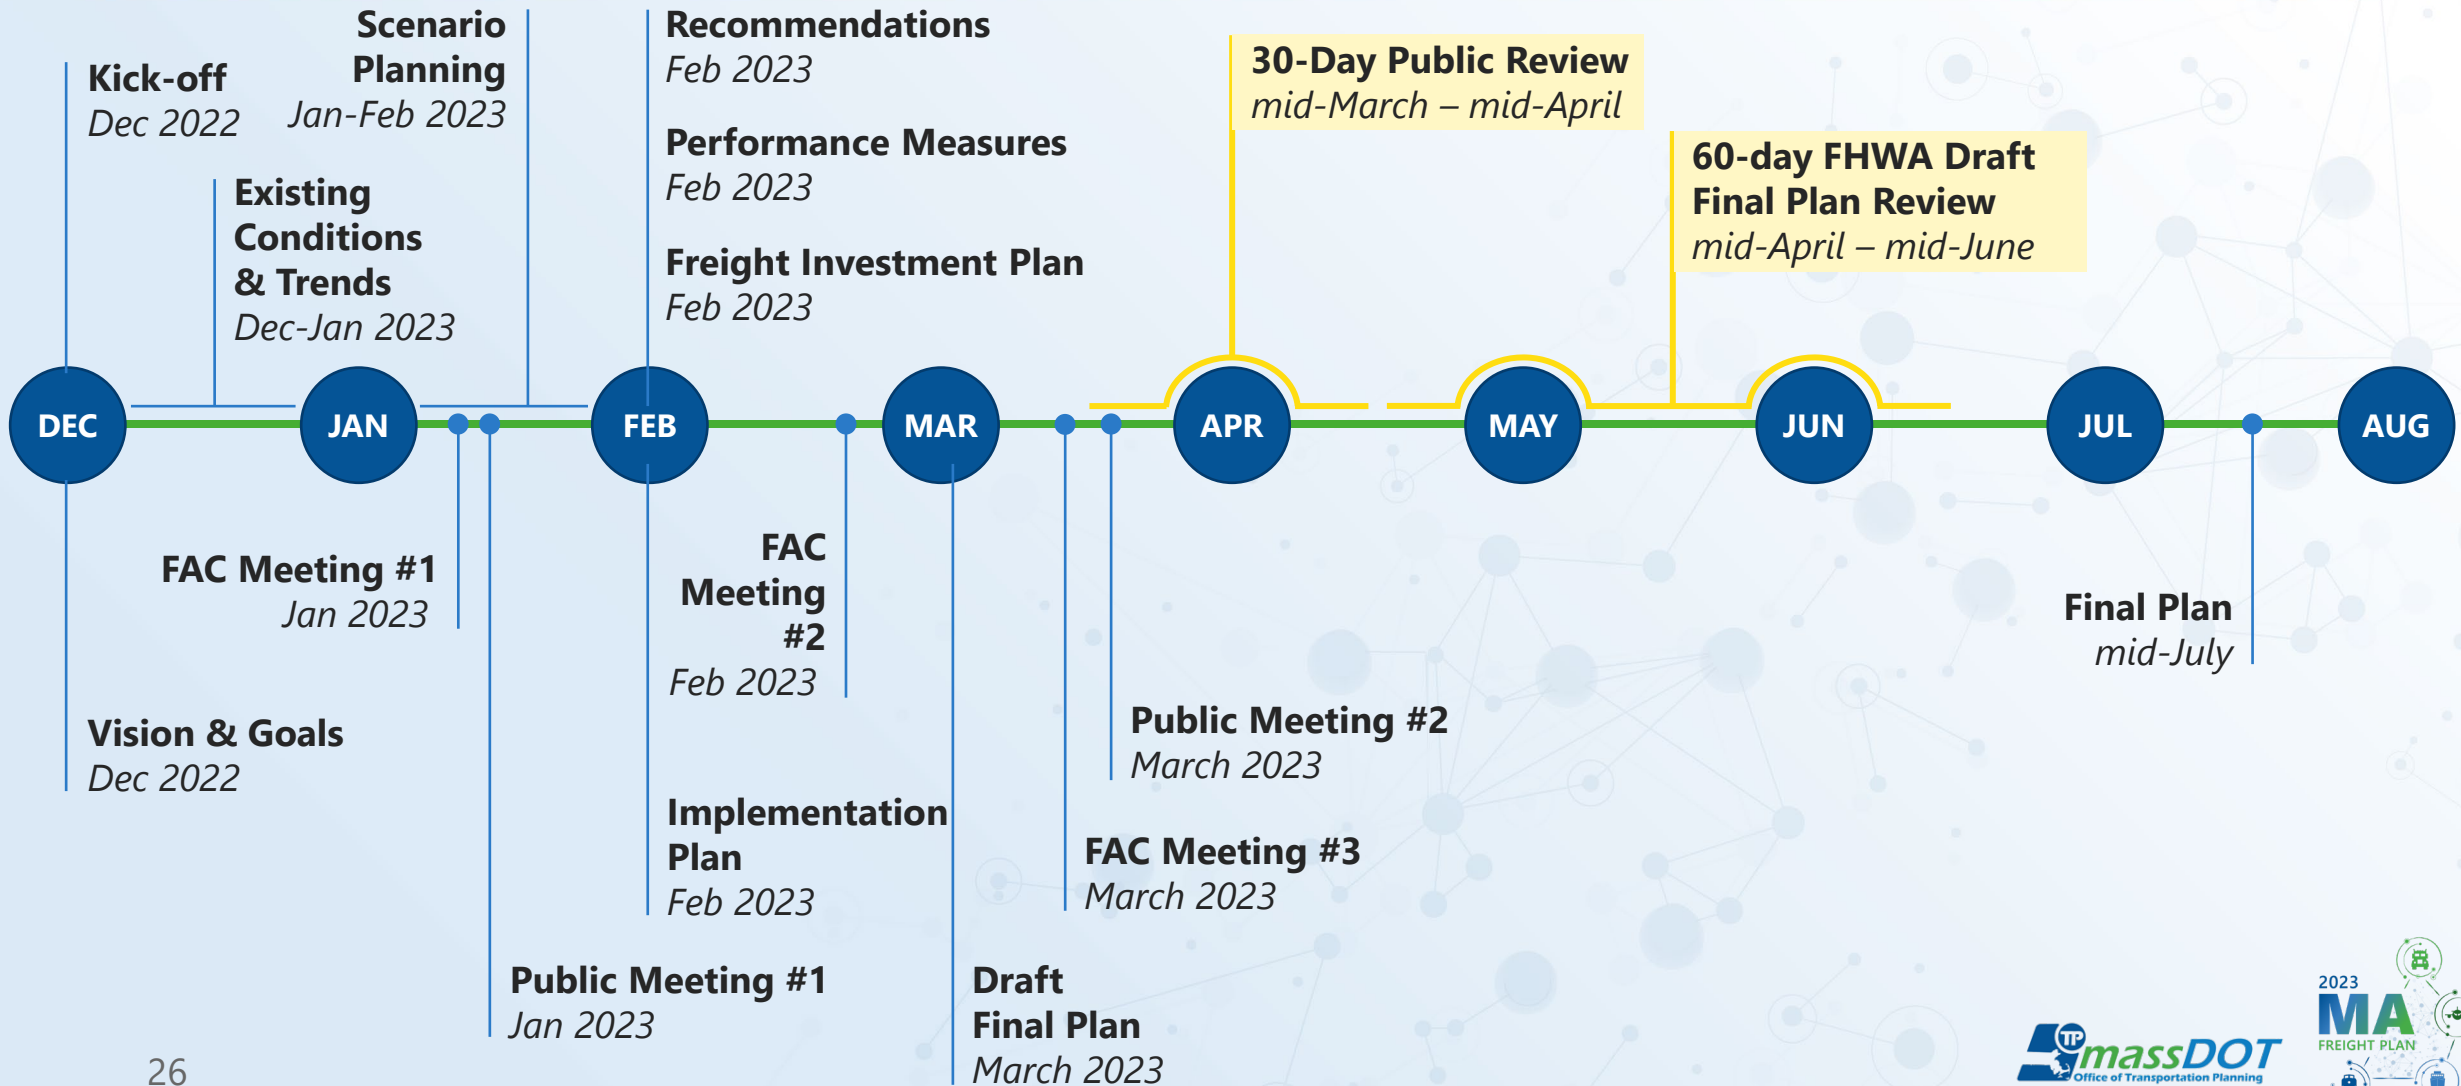 Scenario
Planning
Jan-Feb 2023
Recommendations
Feb 2023
Kick-off
Dec 2022
30-Day Public Review
mid-March – mid-April
Performance Measures
Feb 2023
60-day FHWA Draft
Final Plan Review
mid-April – mid-June
Existing
Conditions
& Trends
Dec-Jan 2023
Freight Investment Plan
Feb 2023
DEC
JAN
FEB
MAR
APR
MAY
JUN
JUL
AUG
FAC Meeting #1
Jan 2023
FAC
Meeting
#2
Feb 2023
Final Plan
mid-July
Vision & Goals
Dec 2022
Public Meeting #2
March 2023
Implementation
Plan
Feb 2023
FAC Meeting #3
March 2023
Public Meeting #1
Jan 2023
Draft
Final Plan
March 2023
26
TP
massDOT
Office of Transportation Planning
2023
MA
FREIGHT PLAN